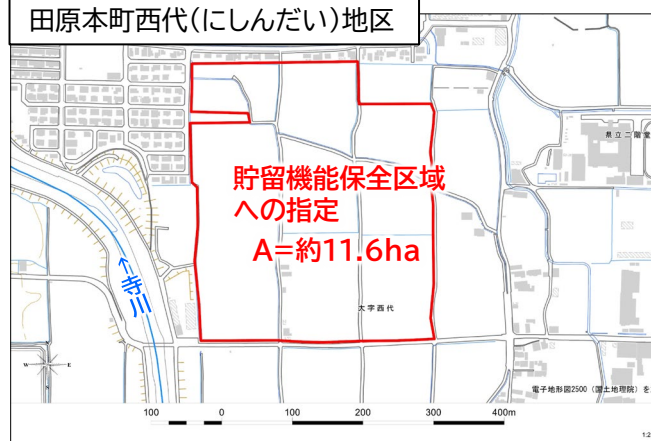 田原本町西代(にしんだい)地区
県立二階堂
貯留機能保全区域
への指定
A=約11.6ha
←寺川
大字西代
W E
S
電子地形図2500（国土地理院）を
100 0 100 200 300 400m
1:2